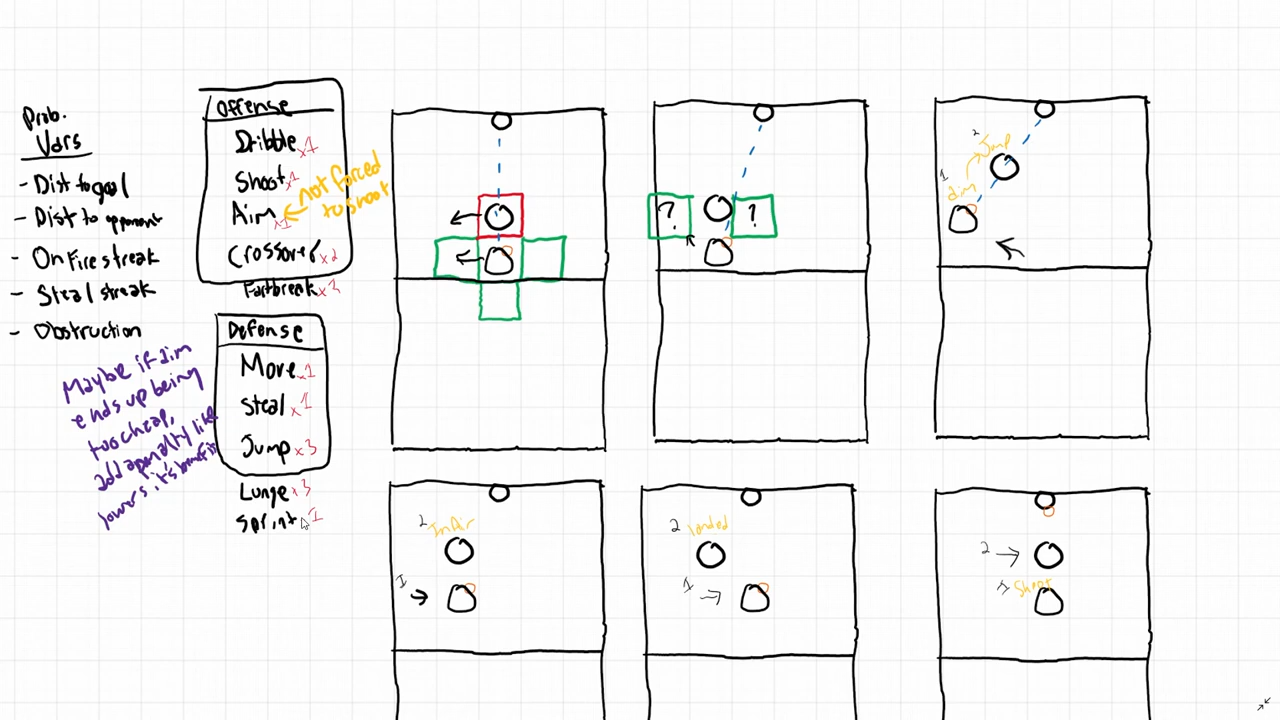 Prob.
Vars
- Dist to goal
- Dist to opponent
- On Fire streak
- Steal streak
- Obstruction
Maybe if aim
ends up being
too cheap,
add a penalty like
lowers it's benefit
Offense
Dribble x1
Shoot x1
Aim x1
not forced
to shoot
Crossover x2
Fastbreak x3
Defense
Move x1
Steal x1
Jump x3
Lunge x3
Sprint x1
?
?
1
aim
2
Jump
2
InAir
1
2
landed
1
2
1
Shoot